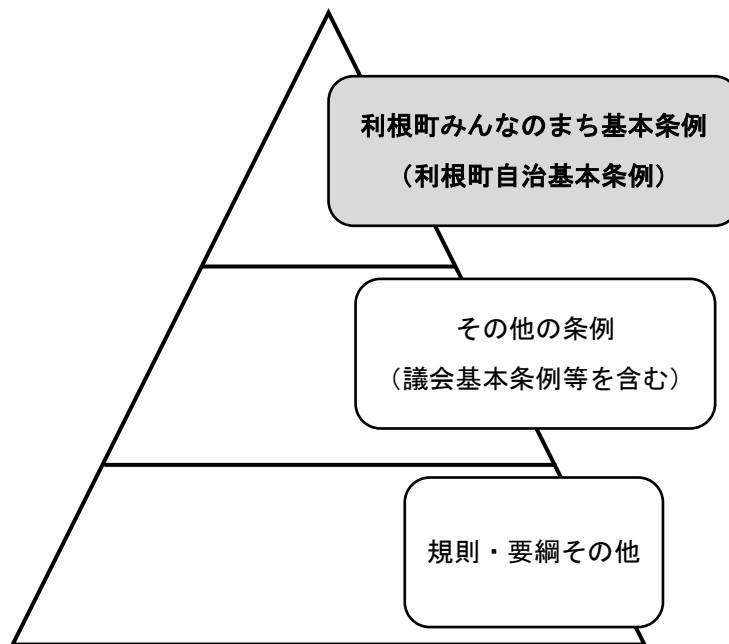 利根町みんなのまち基本条例
（利根町自治基本条例）
その他の条例
（議会基本条例等を含む）
規則・要綱その他